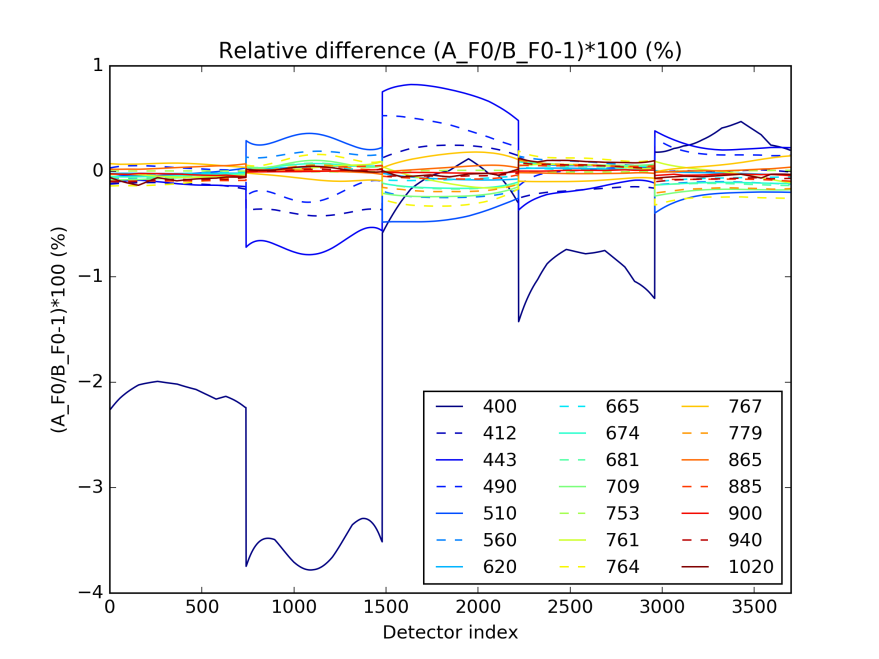 Relative difference (A_F0/B_F0-1)*100 (%)
(A_F0/B_F0-1)*100 (%)
1
0
−1
−2
−3
−4
400 665 767
412 674 779
443 681 865
490 709 885
510 753 900
560 761 940
620 764 1020
0 500 1000 1500 2000 2500 3000 3500
Detector index